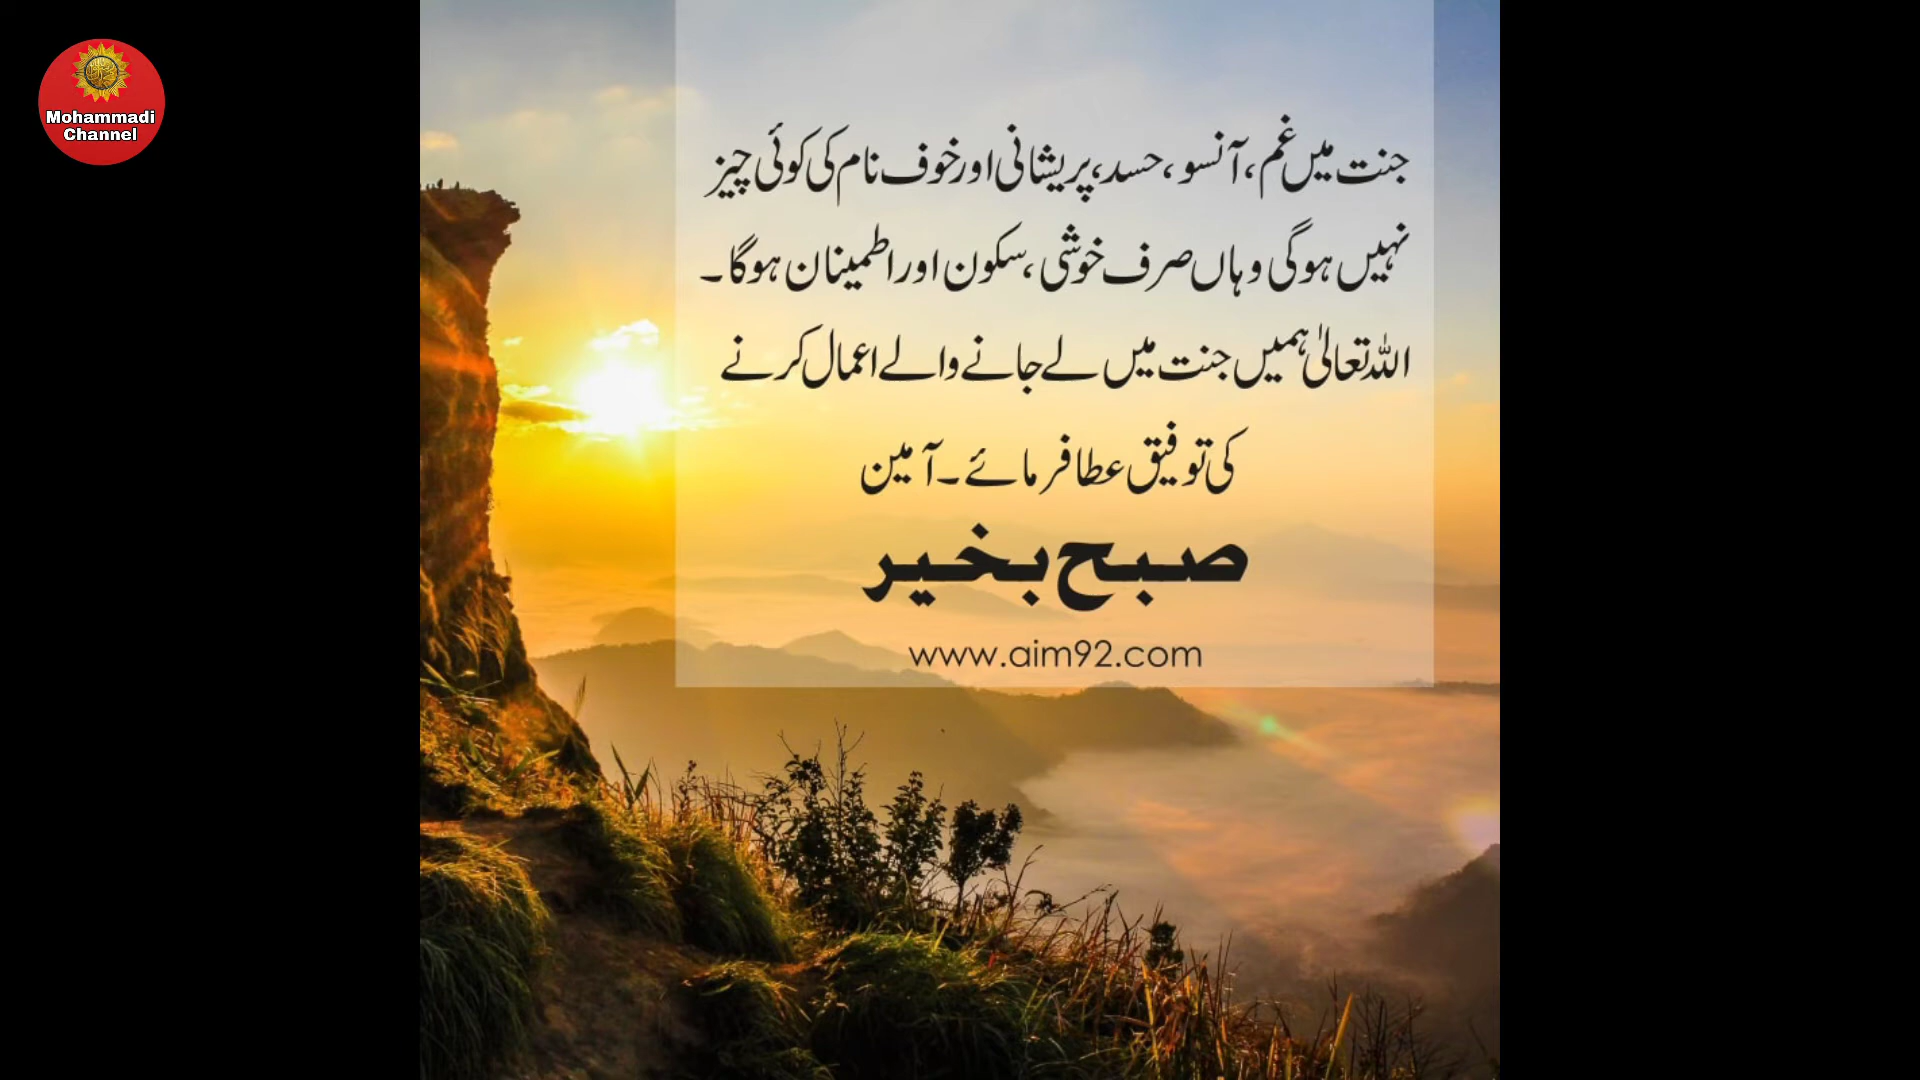 Mohammadi
Channel
جنت میں غم، آنسو، حسد، پریشانی اور خوف نام کی کوئی چیز
نہیں ہوگی وہاں صرف خوشی، سکون اور اطمینان ہوگا۔
اللہ تعالیٰ ہمیں جنت میں لے جانے والے اعمال کرنے
کی توفیق عطا فرمائے۔ آمین
صبح بخیر
www.aim92.com